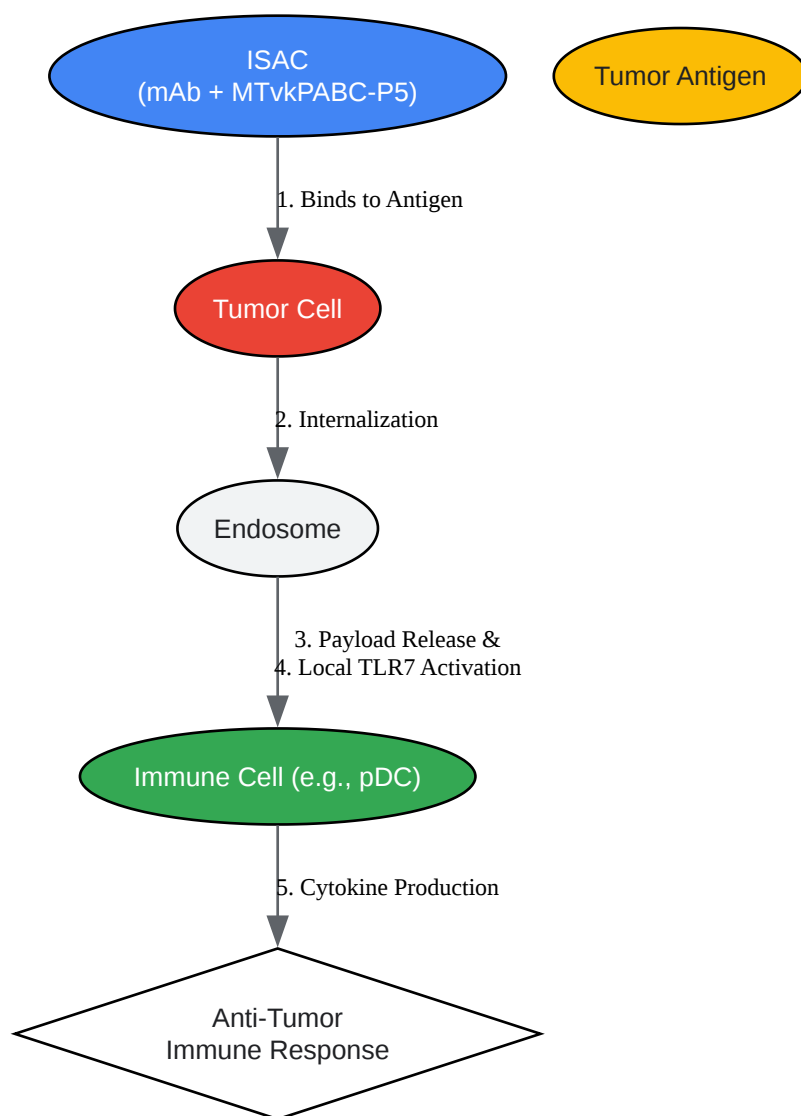 ISAC
(mAb + MTvkPABC-P5)
Tumor Antigen
1. Binds to Antigen
Tumor Cell
2. Internalization
Endosome
3. Payload Release &
4. Local TLR7 Activation
Immune Cell (e.g., pDC)
5. Cytokine Production
Anti-Tumor
Immune Response